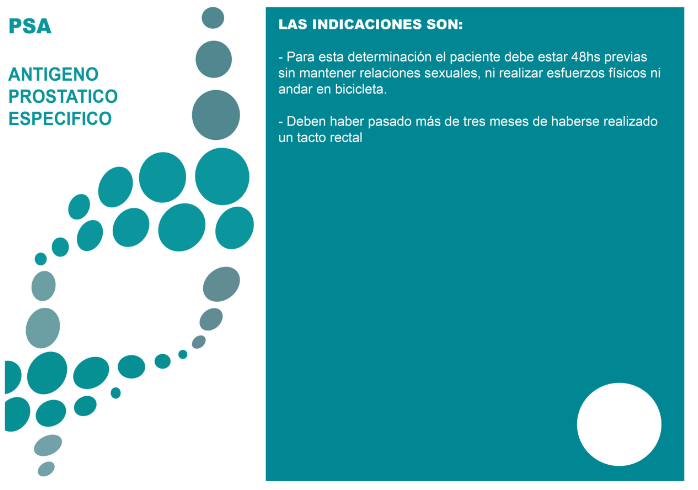 PSA
ANTIGENO
PROSTATICO
ESPECIFICO
LAS INDICACIONES SON:
- Para esta determinación el paciente debe estar 48hs previas
sin mantener relaciones sexuales, ni realizar esfuerzos físicos ni
andar en bicicleta.
- Deben haber pasado más de tres meses de haberse realizado
un tacto rectal